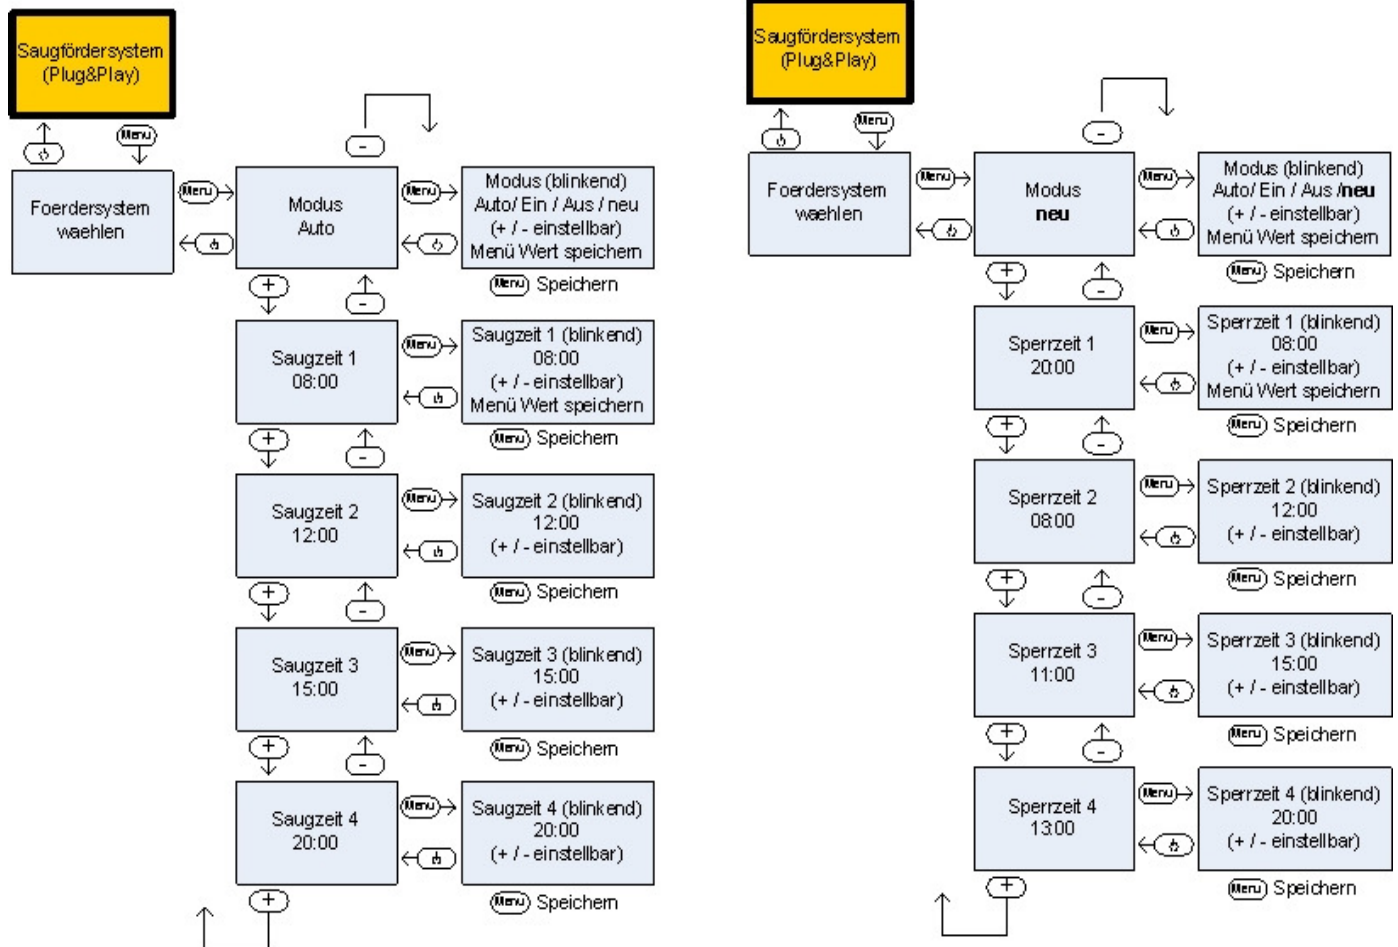 Saugfördersystem
(Plug&Play)
Menu
Foerdersystem
waehlen
Menu
-
Modus
Auto
Menu
Modus (blinkend)
Auto/ Ein / Aus / neu
(+ / - einstellbar)
Menü Wert speichern
Menu Speichern
+
-
Saugzeit 1
08:00
Menu
Saugzeit 1 (blinkend)
08:00
(+ / - einstellbar)
Menü Wert speichern
Menu Speichern
+
-
Saugzeit 2
12:00
Menu
Saugzeit 2 (blinkend)
12:00
(+ / - einstellbar)
Menu Speichern
+
-
Saugzeit 3
15:00
Menu
Saugzeit 3 (blinkend)
15:00
(+ / - einstellbar)
Menu Speichern
+
-
Saugzeit 4
20:00
Menu
Saugzeit 4 (blinkend)
20:00
(+ / - einstellbar)
Menu Speichern
+
Saugfördersystem
(Plug&Play)
Menu
Foerdersystem
waehlen
Menu
-
Modus
neu
Menu
Modus (blinkend)
Auto/ Ein / Aus /neu
(+ / - einstellbar)
Menü Wert speichern
Menu Speichern
+
-
Sperrzeit 1
20:00
Menu
Sperrzeit 1 (blinkend)
08:00
(+ / - einstellbar)
Menü Wert speichern
Menu Speichern
+
-
Sperrzeit 2
08:00
Menu
Sperrzeit 2 (blinkend)
12:00
(+ / - einstellbar)
Menu Speichern
+
-
Sperrzeit 3
11:00
Menu
Sperrzeit 3 (blinkend)
15:00
(+ / - einstellbar)
Menu Speichern
+
-
Sperrzeit 4
13:00
Menu
Sperrzeit 4 (blinkend)
20:00
(+ / - einstellbar)
Menu Speichern
+